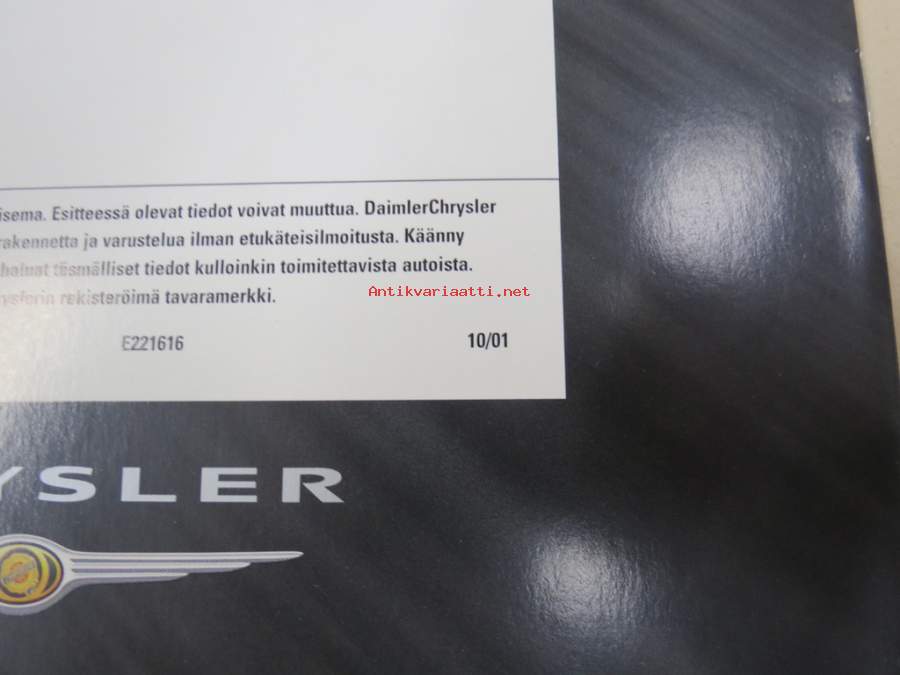 isema. Esitteessä olevat tiedot voivat muuttua. DaimlerChrysler
rakennetta ja varustelua ilman etukäteisilmoitusta. Käänny
haluat täsmälliset tiedot kulloinkin toimitettavista autoista.
ryslerin rekisteröimä tavaramerkki.
Antikvariaatti.net
E221616 10/01
YSLER